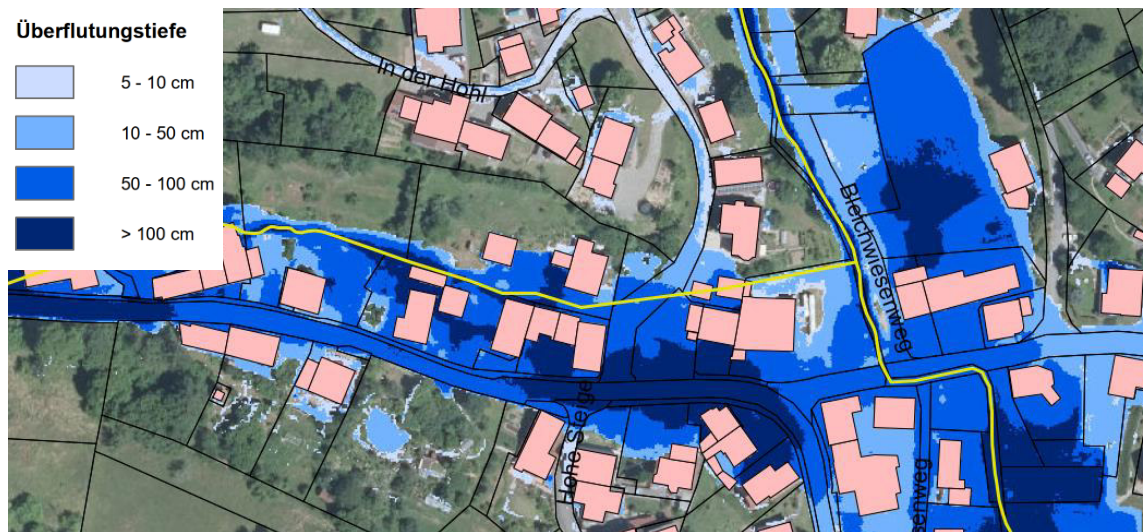 Überflutungstiefe
5 - 10 cm
10 - 50 cm
50 - 100 cm
> 100 cm
In der Hohl
Bleichwiesenweg
Hohe Steige
senweg